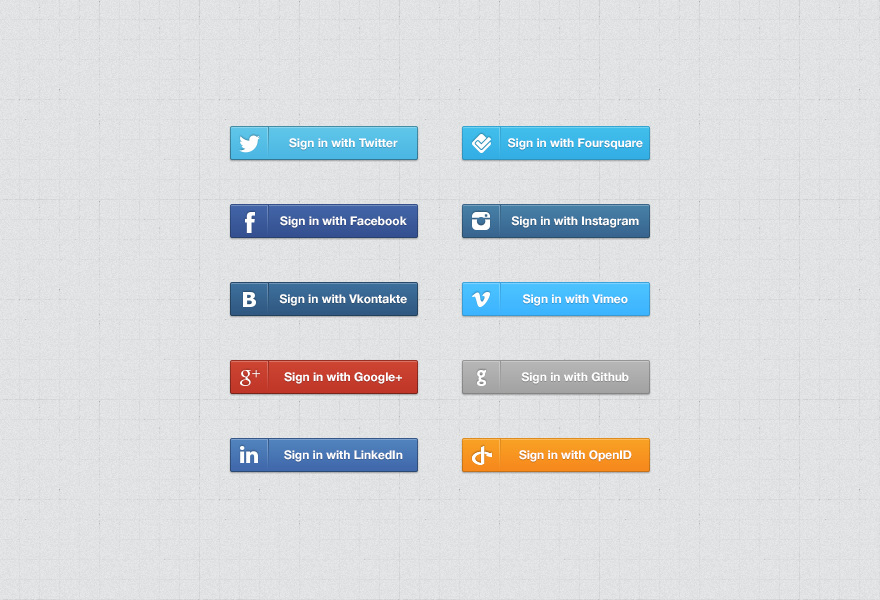 Sign in with Twitter
Sign in with Foursquare
f
Sign in with Facebook
Sign in with Instagram
B
Sign in with Vkontakte
v
Sign in with Vimeo
g+
Sign in with Google+
g
Sign in with Github
in
Sign in with LinkedIn
Sign in with OpenID